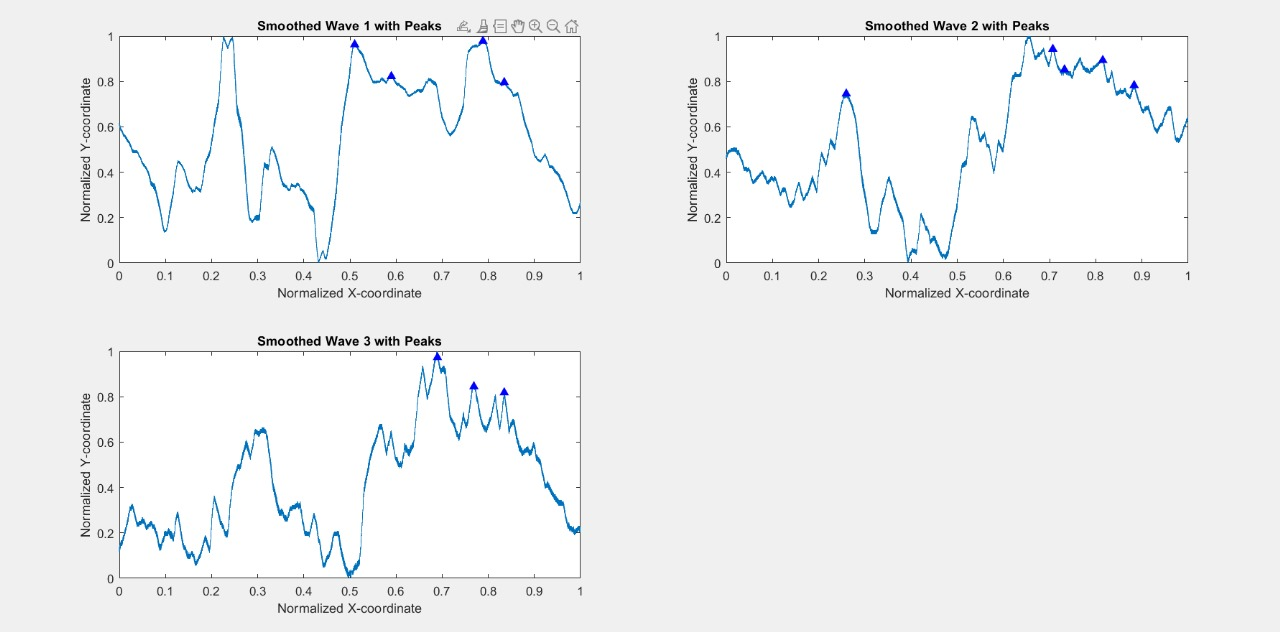 Smoothed Wave 1 with Peaks
Normalized Y-coordinate
1
0.8
0.6
0.4
0.2
0
0 0.1 0.2 0.3 0.4 0.5 0.6 0.7 0.8 0.9 1
Normalized X-coordinate
Smoothed Wave 2 with Peaks
Normalized Y-coordinate
1
0.8
0.6
0.4
0.2
0
0 0.1 0.2 0.3 0.4 0.5 0.6 0.7 0.8 0.9 1
Normalized X-coordinate
Smoothed Wave 3 with Peaks
Normalized Y-coordinate
1
0.8
0.6
0.4
0.2
0
0 0.1 0.2 0.3 0.4 0.5 0.6 0.7 0.8 0.9 1
Normalized X-coordinate